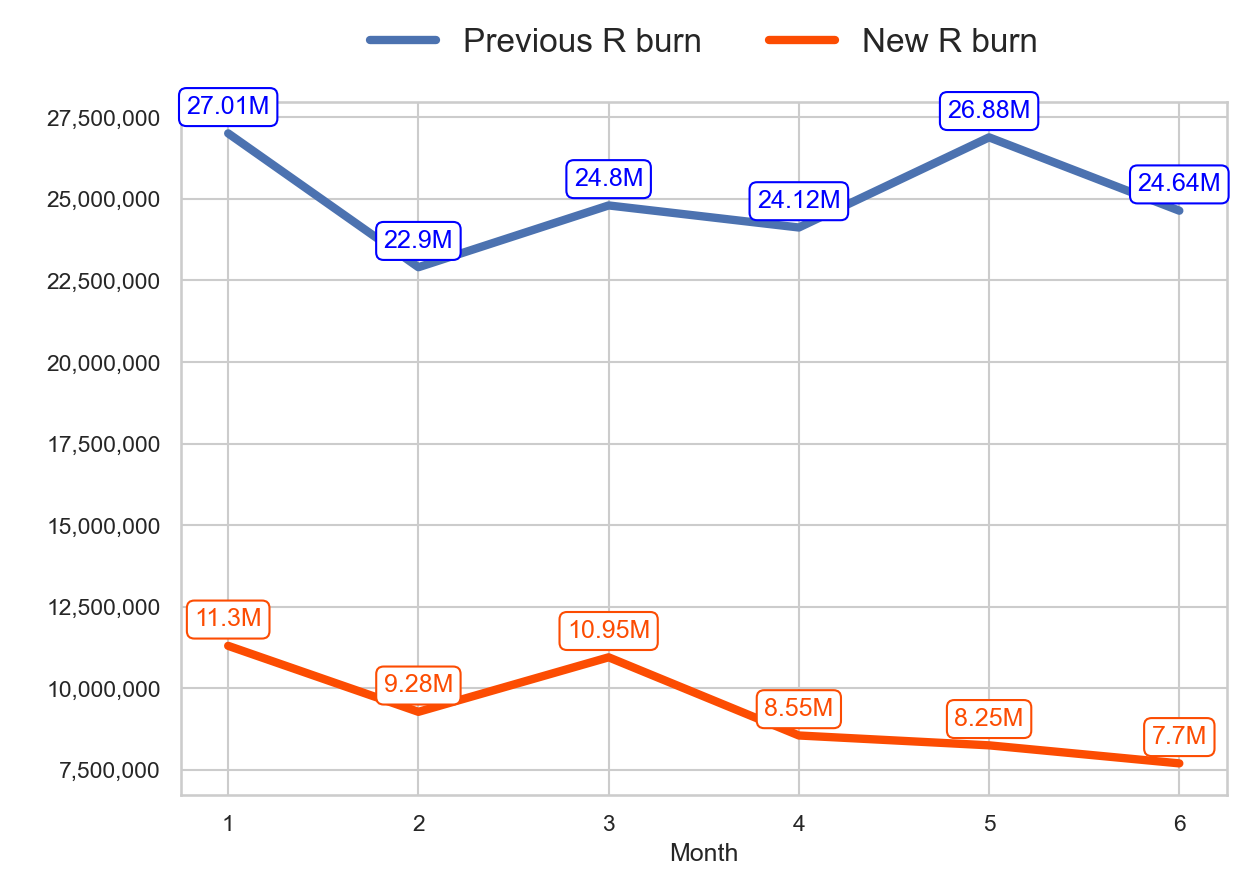 Previous R burn New R burn
27.01M
26.88M
27,500,000
24.8M
24.64M
24.12M
25,000,000
22.9M
22,500,000
20,000,000
17,500,000
15,000,000
12,500,000
11.3M
10.95M
9.28M
10,000,000
8.55M
8.25M
7.7M
7,500,000
1 2 3 4 5 6
Month